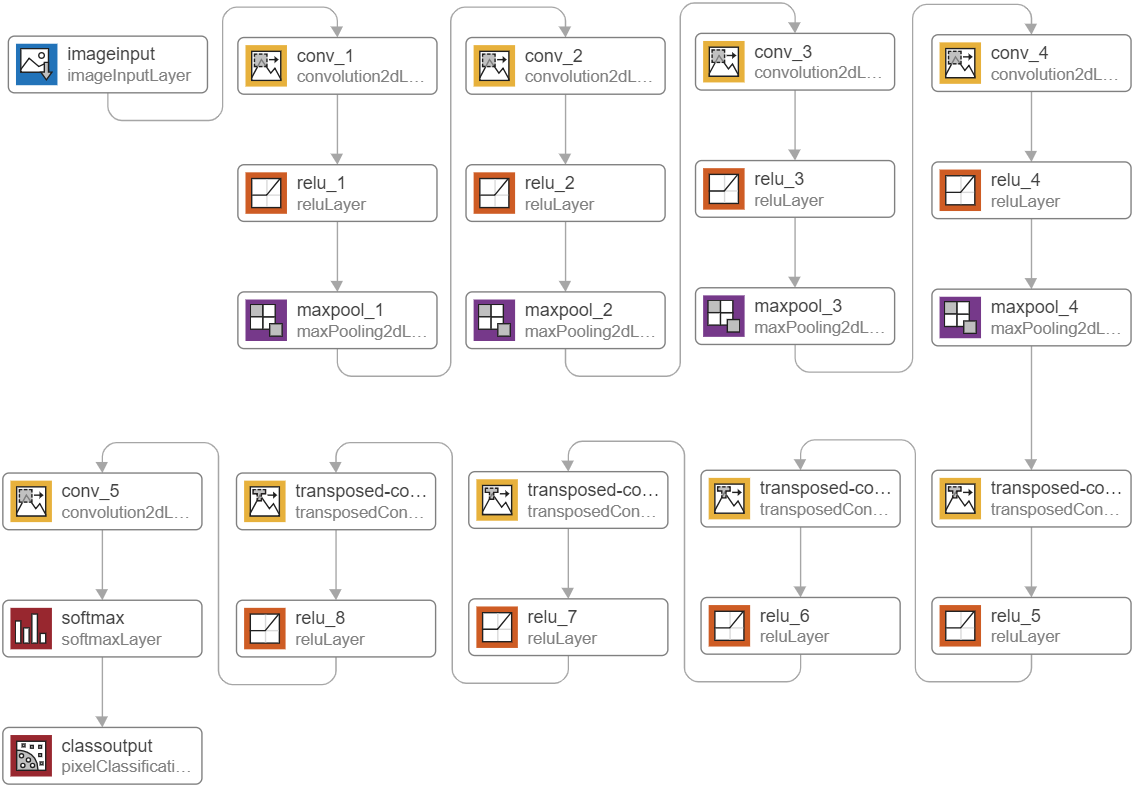 imageinput
imageInputLayer
conv_1
convolution2dL...
relu_1
reluLayer
maxpool_1
maxPooling2dL...
conv_2
convolution2dL...
relu_2
reluLayer
maxpool_2
maxPooling2dL...
conv_3
convolution2dL...
relu_3
reluLayer
maxpool_3
maxPooling2dL...
conv_4
convolution2dL...
relu_4
reluLayer
maxpool_4
maxPooling2dL...
transposed-co...
transposedCon...
relu_5
reluLayer
transposed-co...
transposedCon...
relu_6
reluLayer
transposed-co...
transposedCon...
relu_7
reluLayer
transposed-co...
transposedCon...
relu_8
reluLayer
conv_5
convolution2dL...
softmax
softmaxLayer
classoutput
pixelClassificati...